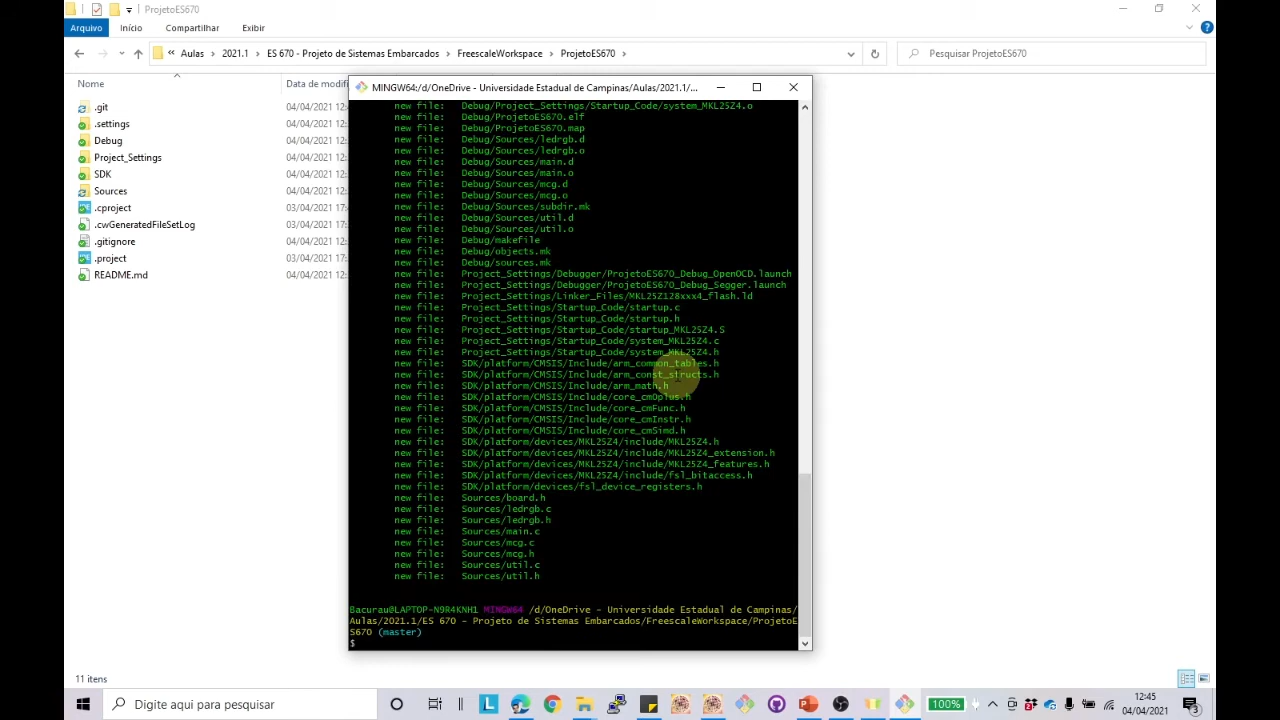 ProjetoES670
Arquivo Início Compartilhar Exibir
« Aulas > 2021.1 > ES 670 - Projeto de Sistemas Embarcados > FreescaleWorkspace > ProjetoES670 >
Pesquisar ProjetoES670
Nome Data de modifi
.git 04/04/2021 12:
.settings 04/04/2021 12:
Debug 04/04/2021 12:
Project_Settings 04/04/2021 12:
SDK 04/04/2021 12:
Sources 04/04/2021 12:
.cproject 03/04/2021 17:
.cwGeneratedFileSetLog 03/04/2021 17:
.gitignore 04/04/2021 12:
.project 03/04/2021 17:
README.md 04/04/2021 12:
MINGW64:/d/OneDrive - Universidade Estadual de Campinas/Aulas/2021.1/...
new file: Debug/Project_Settings/Startup_Code/system_MKL25Z4.o
new file: Debug/ProjetoES670.elf
new file: Debug/ProjetoES670.map
new file: Debug/Sources/ledrgb.d
new file: Debug/Sources/ledrgb.o
new file: Debug/Sources/main.d
new file: Debug/Sources/main.o
new file: Debug/Sources/mcg.d
new file: Debug/Sources/mcg.o
new file: Debug/Sources/subdir.mk
new file: Debug/Sources/util.d
new file: Debug/Sources/util.o
new file: Debug/makefile
new file: Debug/objects.mk
new file: Debug/sources.mk
new file: Project_Settings/Debugger/ProjetoES670_Debug_OpenOCD.launch
new file: Project_Settings/Debugger/ProjetoES670_Debug_Segger.launch
new file: Project_Settings/Linker_Files/MKL25Z128xxx4_flash.ld
new file: Project_Settings/Startup_Code/startup.c
new file: Project_Settings/Startup_Code/startup.h
new file: Project_Settings/Startup_Code/startup_MKL25Z4.S
new file: Project_Settings/Startup_Code/system_MKL25Z4.c
new file: Project_Settings/Startup_Code/system_MKL25Z4.h
new file: SDK/platform/CMSIS/Include/arm_common_tables.h
new file: SDK/platform/CMSIS/Include/arm_const_structs.h
new file: SDK/platform/CMSIS/Include/arm_math.h
new file: SDK/platform/CMSIS/Include/core_cm0plus.h
new file: SDK/platform/CMSIS/Include/core_cmFunc.h
new file: SDK/platform/CMSIS/Include/core_cmInstr.h
new file: SDK/platform/CMSIS/Include/core_cmSimd.h
new file: SDK/platform/devices/MKL25Z4/include/MKL25Z4.h
new file: SDK/platform/devices/MKL25Z4/include/MKL25Z4_extension.h
new file: SDK/platform/devices/MKL25Z4/include/MKL25Z4_features.h
new file: SDK/platform/devices/MKL25Z4/include/fsl_bitaccess.h
new file: SDK/platform/devices/fsl_device_registers.h
new file: Sources/board.h
new file: Sources/ledrgb.c
new file: Sources/ledrgb.h
new file: Sources/main.c
new file: Sources/mcg.c
new file: Sources/mcg.h
new file: Sources/util.c
new file: Sources/util.h
Bacurau@LAPTOP-N9R4KNH1 MINGW64 /d/OneDrive - Universidade Estadual de Campinas/
Aulas/2021.1/ES 670 - Projeto de Sistemas Embarcados/FreescaleWorkspace/ProjetoE
S670 (master)
$
11 itens
Digite aqui para pesquisar
100%
12:45
04/04/2021